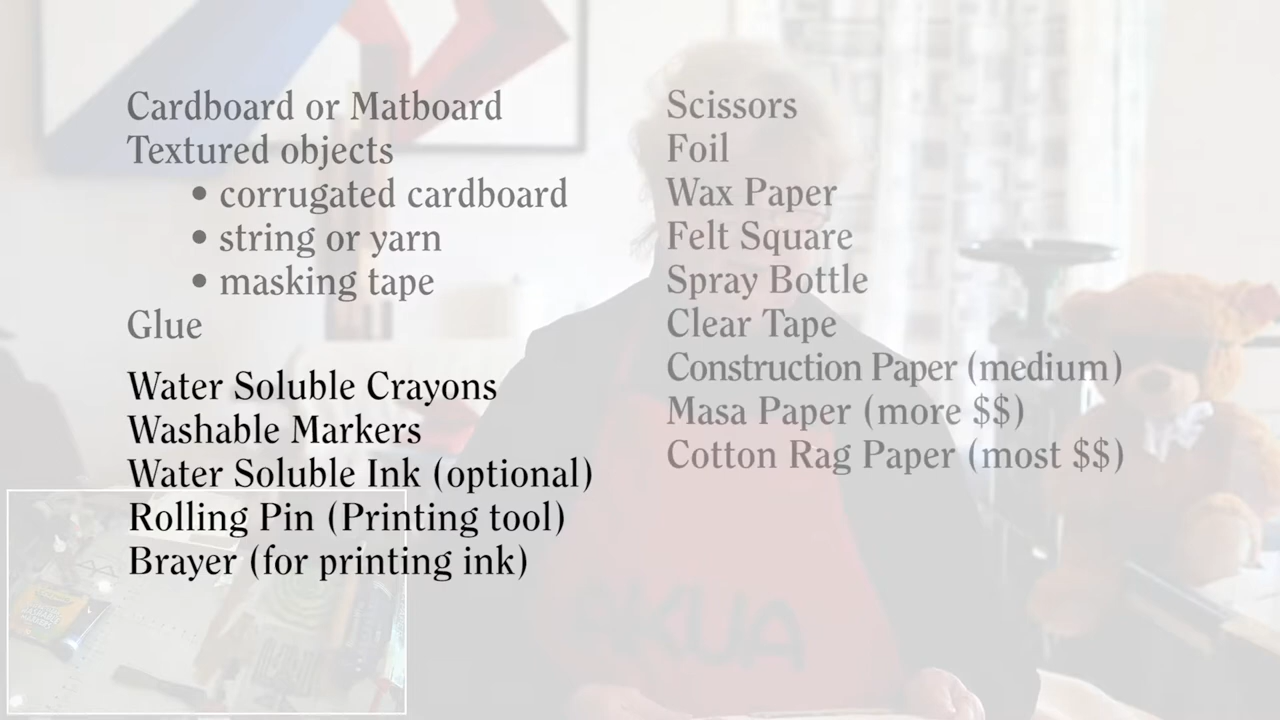 Cardboard or Matboard
Textured objects
• corrugated cardboard
• string or yarn
• masking tape
Glue
Water Soluble Crayons
Washable Markers
Water Soluble Ink (optional)
Rolling Pin (Printing tool)
Brayer (for printing ink)
Scissors
Foil
Wax Paper
Felt Square
Spray Bottle
Clear Tape
Construction Paper (medium)
Masa Paper (more $$)
Cotton Rag Paper (most $$)
AKUA